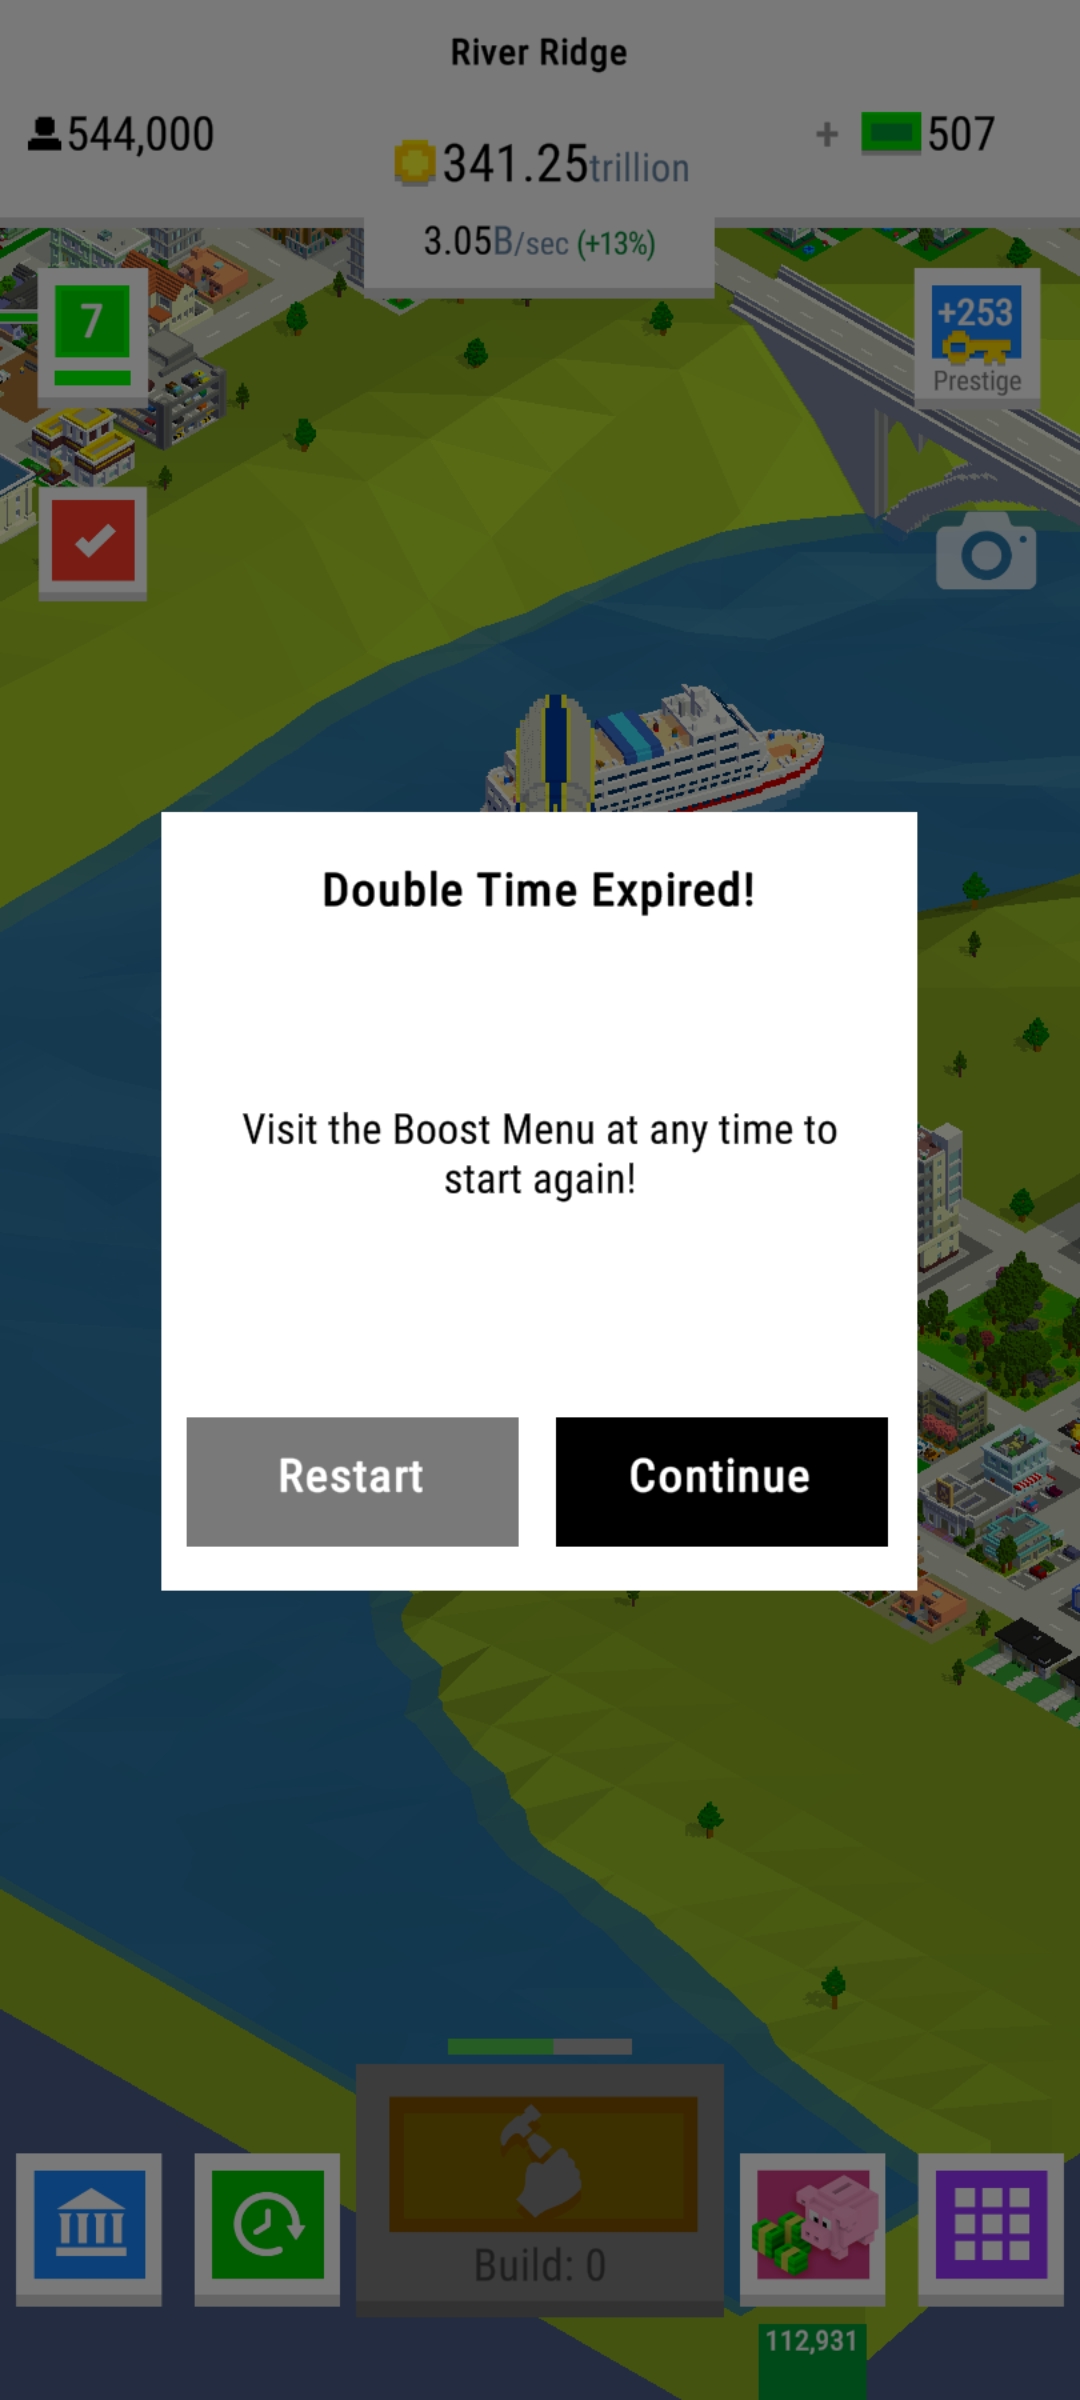 River Ridge
544,000
341.25trillion
+ 507
3.05B/sec (+13%)
7
+253
Prestige
Double Time Expired!
Visit the Boost Menu at any time to
start again!
Restart
Continue
Build: 0
112,931